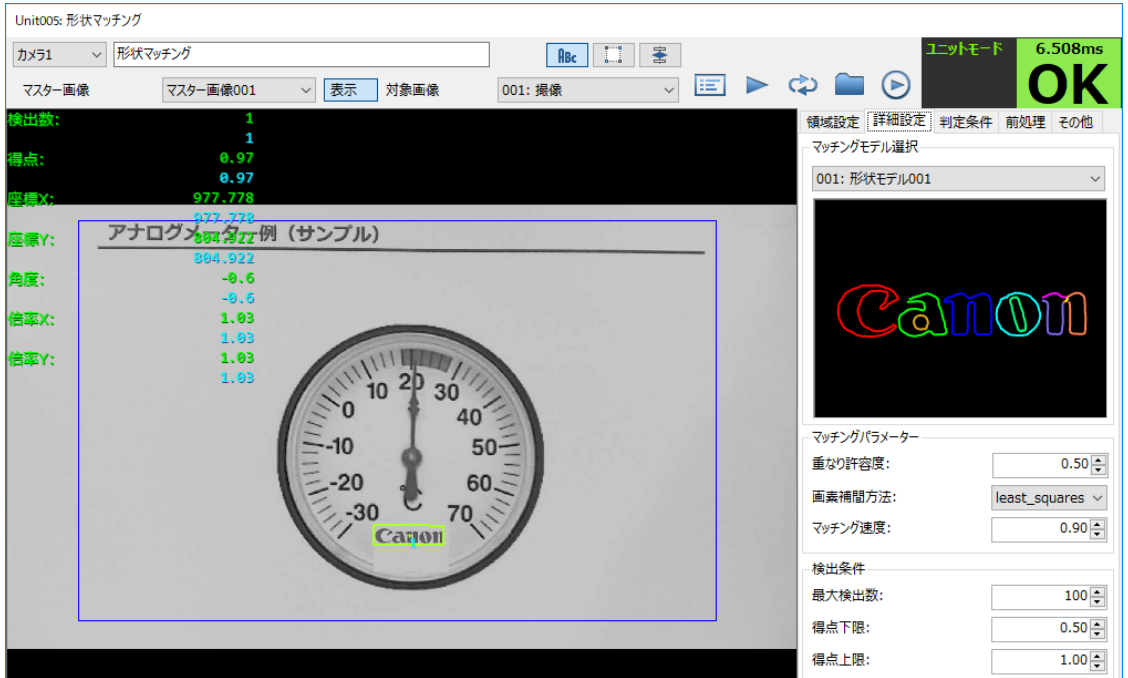 Unit005: 形状マッチング
カメラ1
形状マッチング
ABC
ユニットモード
6.508ms
OK
マスター画像
マスター画像001
表示
対象画像
001: 撮像
検出数:
1
1
得点:
0.97
0.97
座標X:
977.778
977.778
座標Y:
804.922
804.922
角度:
-0.6
-0.6
倍率X:
1.03
1.03
倍率Y:
1.03
1.03
アナログメーター例（サンプル）
10
20
30
0
40
-10
50
-20
60
-30
℃
70
Canon
1
領域設定
詳細設定
判定条件
前処理
その他
マッチングモデル選択
001: 形状モデル001
Canon
マッチングパラメーター
重なり許容度:
0.50
画素補間方法:
least_squares
マッチング速度:
0.90
検出条件
最大検出数:
100
得点下限:
0.50
得点上限:
1.00